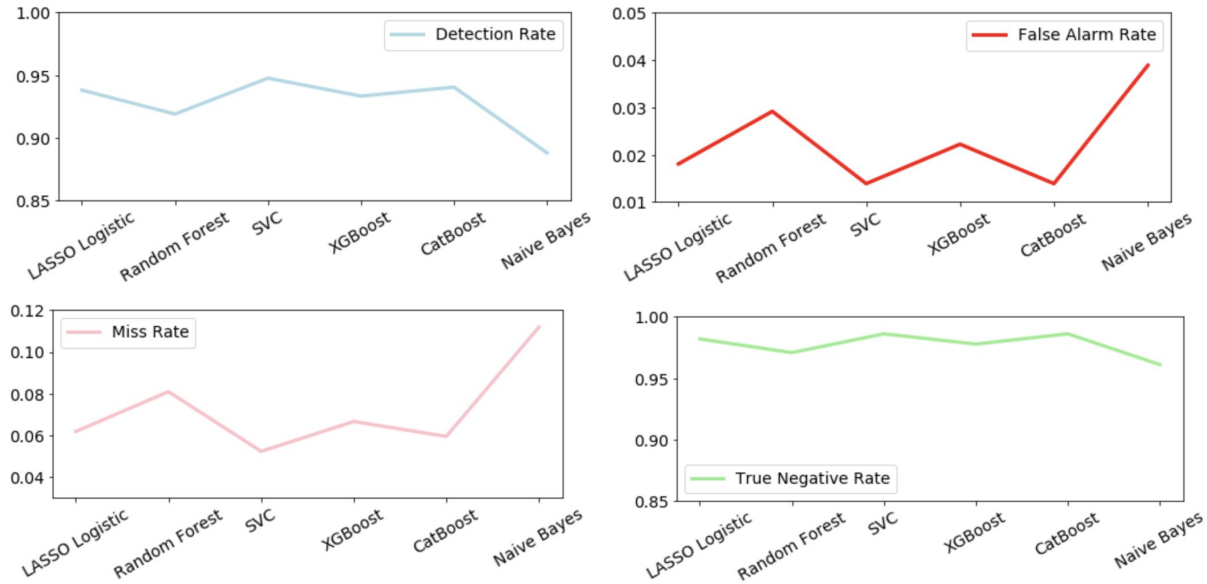 1.00
0.95
0.90
0.85
Detection Rate
LASSO Logistic
Random Forest
SVC
XGBoost
CatBoost
Naive Bayes
0.05
0.04
0.03
0.02
0.01
False Alarm Rate
LASSO Logistic
Random Forest
SVC
XGBoost
CatBoost
Naive Bayes
0.12
0.10
0.08
0.06
0.04
Miss Rate
LASSO Logistic
Random Forest
SVC
XGBoost
CatBoost
Naive Bayes
1.00
0.95
0.90
0.85
True Negative Rate
LASSO Logistic
Random Forest
SVC
XGBoost
CatBoost
Naive Bayes